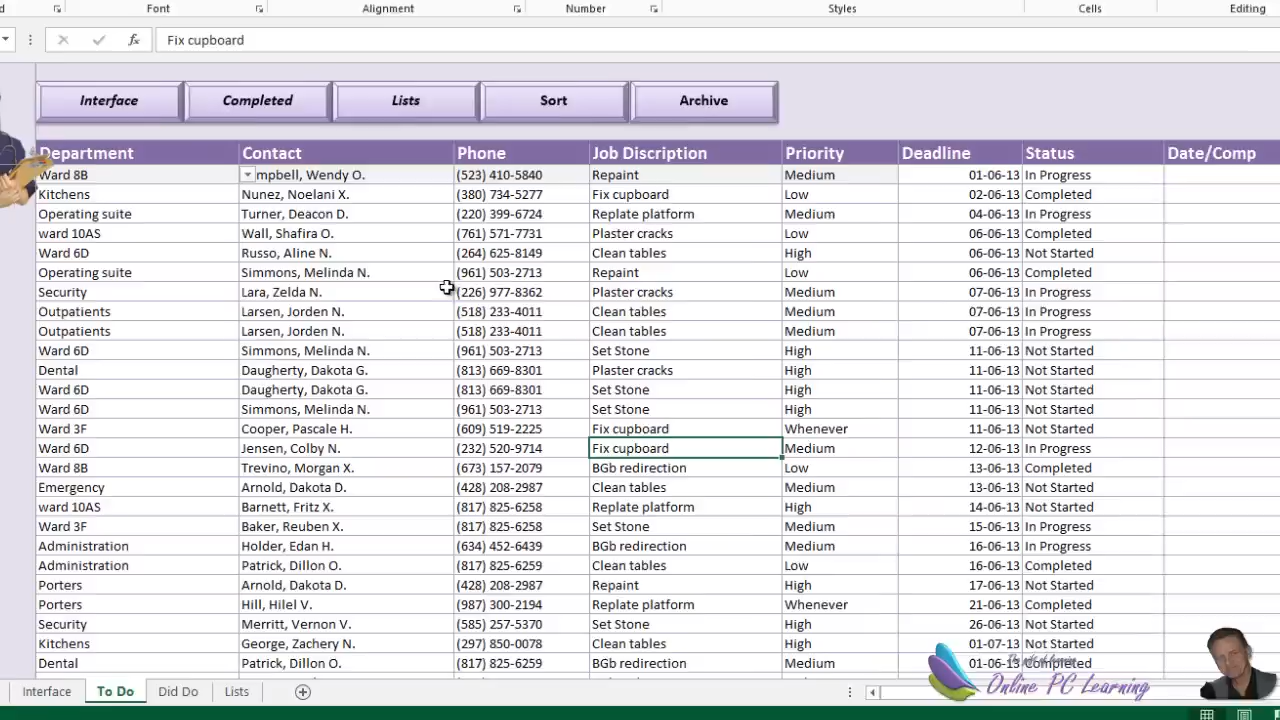 Font Alignment Number Styles Cells Editing
fx Fix cupboard
Interface Completed Lists Sort Archive
Department Contact Phone Job Discription Priority Deadline Status Date/Comp
Ward 8B mpbell, Wendy O. (523) 410-5840 Repaint Medium 01-06-13 In Progress
Kitchens Nunez, Noelani X. (380) 734-5277 Fix cupboard Low 02-06-13 Completed
Operating suite Turner, Deacon D. (220) 399-6724 Replate platform Medium 04-06-13 In Progress
ward 10AS Wall, Shafira O. (761) 571-7731 Plaster cracks Low 06-06-13 Completed
Ward 6D Russo, Aline N. (264) 625-8149 Clean tables High 06-06-13 Not Started
Operating suite Simmons, Melinda N. (961) 503-2713 Repaint Low 06-06-13 Completed
Security Lara, Zelda N. (226) 977-8362 Plaster cracks Medium 07-06-13 In Progress
Outpatients Larsen, Jorden N. (518) 233-4011 Clean tables Medium 07-06-13 In Progress
Outpatients Larsen, Jorden N. (518) 233-4011 Clean tables Medium 07-06-13 In Progress
Ward 6D Simmons, Melinda N. (961) 503-2713 Set Stone High 11-06-13 Not Started
Dental Daugherty, Dakota G. (813) 669-8301 Plaster cracks High 11-06-13 Not Started
Ward 6D Daugherty, Dakota G. (813) 669-8301 Set Stone High 11-06-13 Not Started
Ward 6D Simmons, Melinda N. (961) 503-2713 Set Stone High 11-06-13 Not Started
Ward 3F Cooper, Pascale H. (609) 519-2225 Fix cupboard Whenever 11-06-13 Not Started
Ward 6D Jensen, Colby N. (232) 520-9714 Fix cupboard Medium 12-06-13 In Progress
Ward 8B Trevino, Morgan X. (673) 157-2079 BGb redirection Low 13-06-13 Completed
Emergency Arnold, Dakota D. (428) 208-2987 Clean tables Medium 13-06-13 Not Started
ward 10AS Barnett, Fritz X. (817) 825-6258 Replate platform Medium 14-06-13 Not Started
Ward 3F Baker, Reuben X. (817) 825-6258 Set Stone Medium 15-06-13 In Progress
Administration Holder, Edan H. (634) 452-6439 BGb redirection Medium 16-06-13 In Progress
Administration Patrick, Dillon O. (817) 825-6259 Clean tables Low 16-06-13 Completed
Porters Arnold, Dakota D. (428) 208-2987 Repaint High 17-06-13 Not Started
Porters Hill, Hilel V. (987) 300-2194 Replate platform Whenever 21-06-13 Completed
Security Merritt, Vernon V. (585) 257-5370 Set Stone High 26-06-13 Not Started
Kitchens George, Zachery N. (297) 850-0078 Clean tables High 01-07-13 Not Started
Dental Patrick, Dillon O. (817) 825-6259 BGb redirection Medium 01-06-13 Completed
Online PC Learning
Interface To Do Did Do Lists